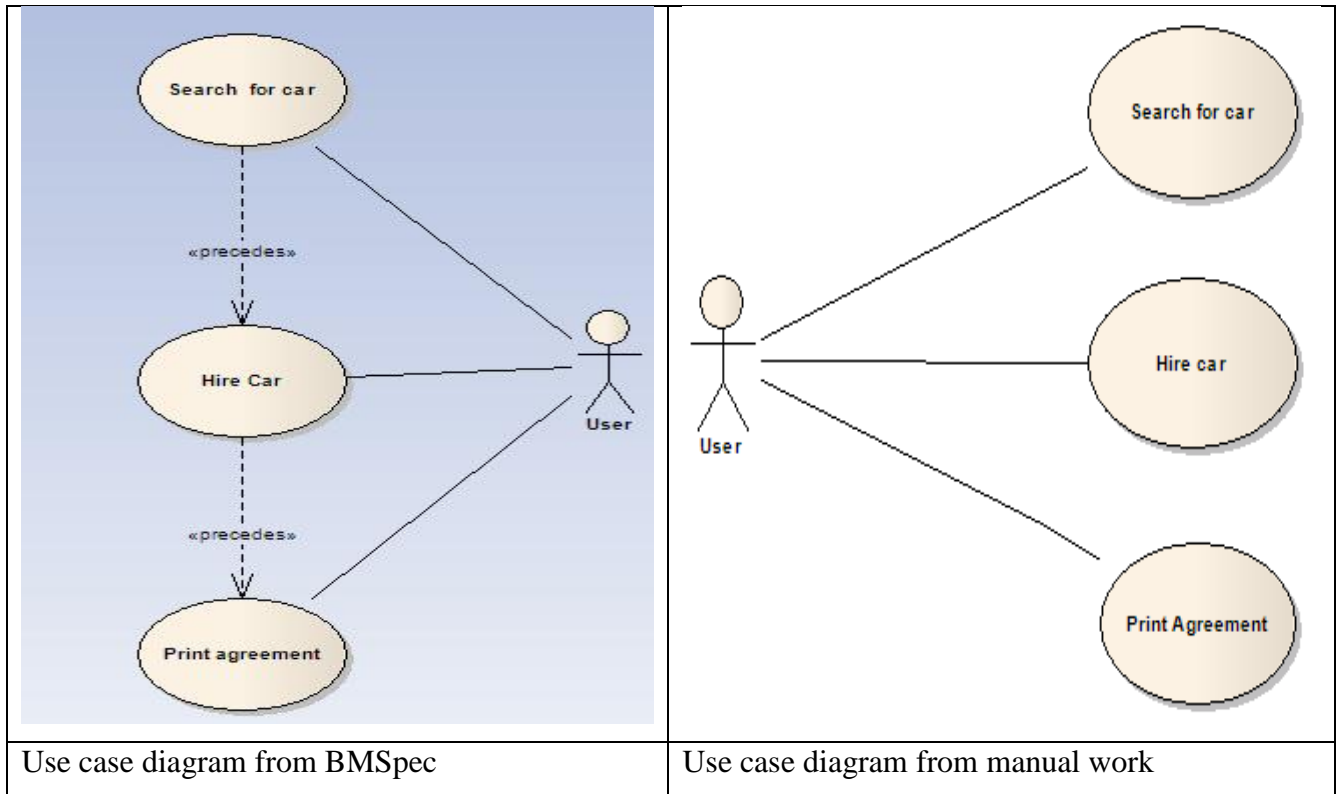 Search for car
«precedes»
Hire Car
User
«precedes»
Print agreement
Use case diagram from BMSpec
Search for car
Hire car
User
Print Agreement
Use case diagram from manual work